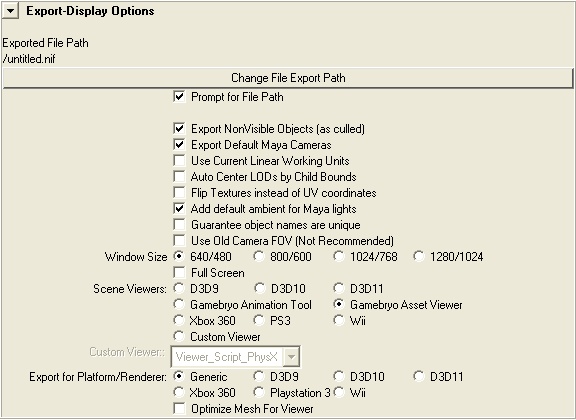 Export-Display Options
Exported File Path
/untitled.nif
Change File Export Path
Prompt for File Path
Export NonVisible Objects (as culled)
Export Default Maya Cameras
Use Current Linear Working Units
Auto Center LODs by Child Bounds
Flip Textures instead of UV coordinates
Add default ambient for Maya lights
Guarantee object names are unique
Use Old Camera FOV (Not Recommended)
Window Size 640/480 800/600 1024/768 1280/1024
Full Screen
Scene Viewers: D3D9 D3D10 D3D11
Gamebryo Animation Tool Gamebryo Asset Viewer
Xbox 360 PS3 Wii
Custom Viewer
Custom Viewer:: Viewer_Script_PhysX
Export for Platform/Renderer: Generic D3D9 D3D10 D3D11
Xbox 360 Playstation 3 Wii
Optimize Mesh For Viewer